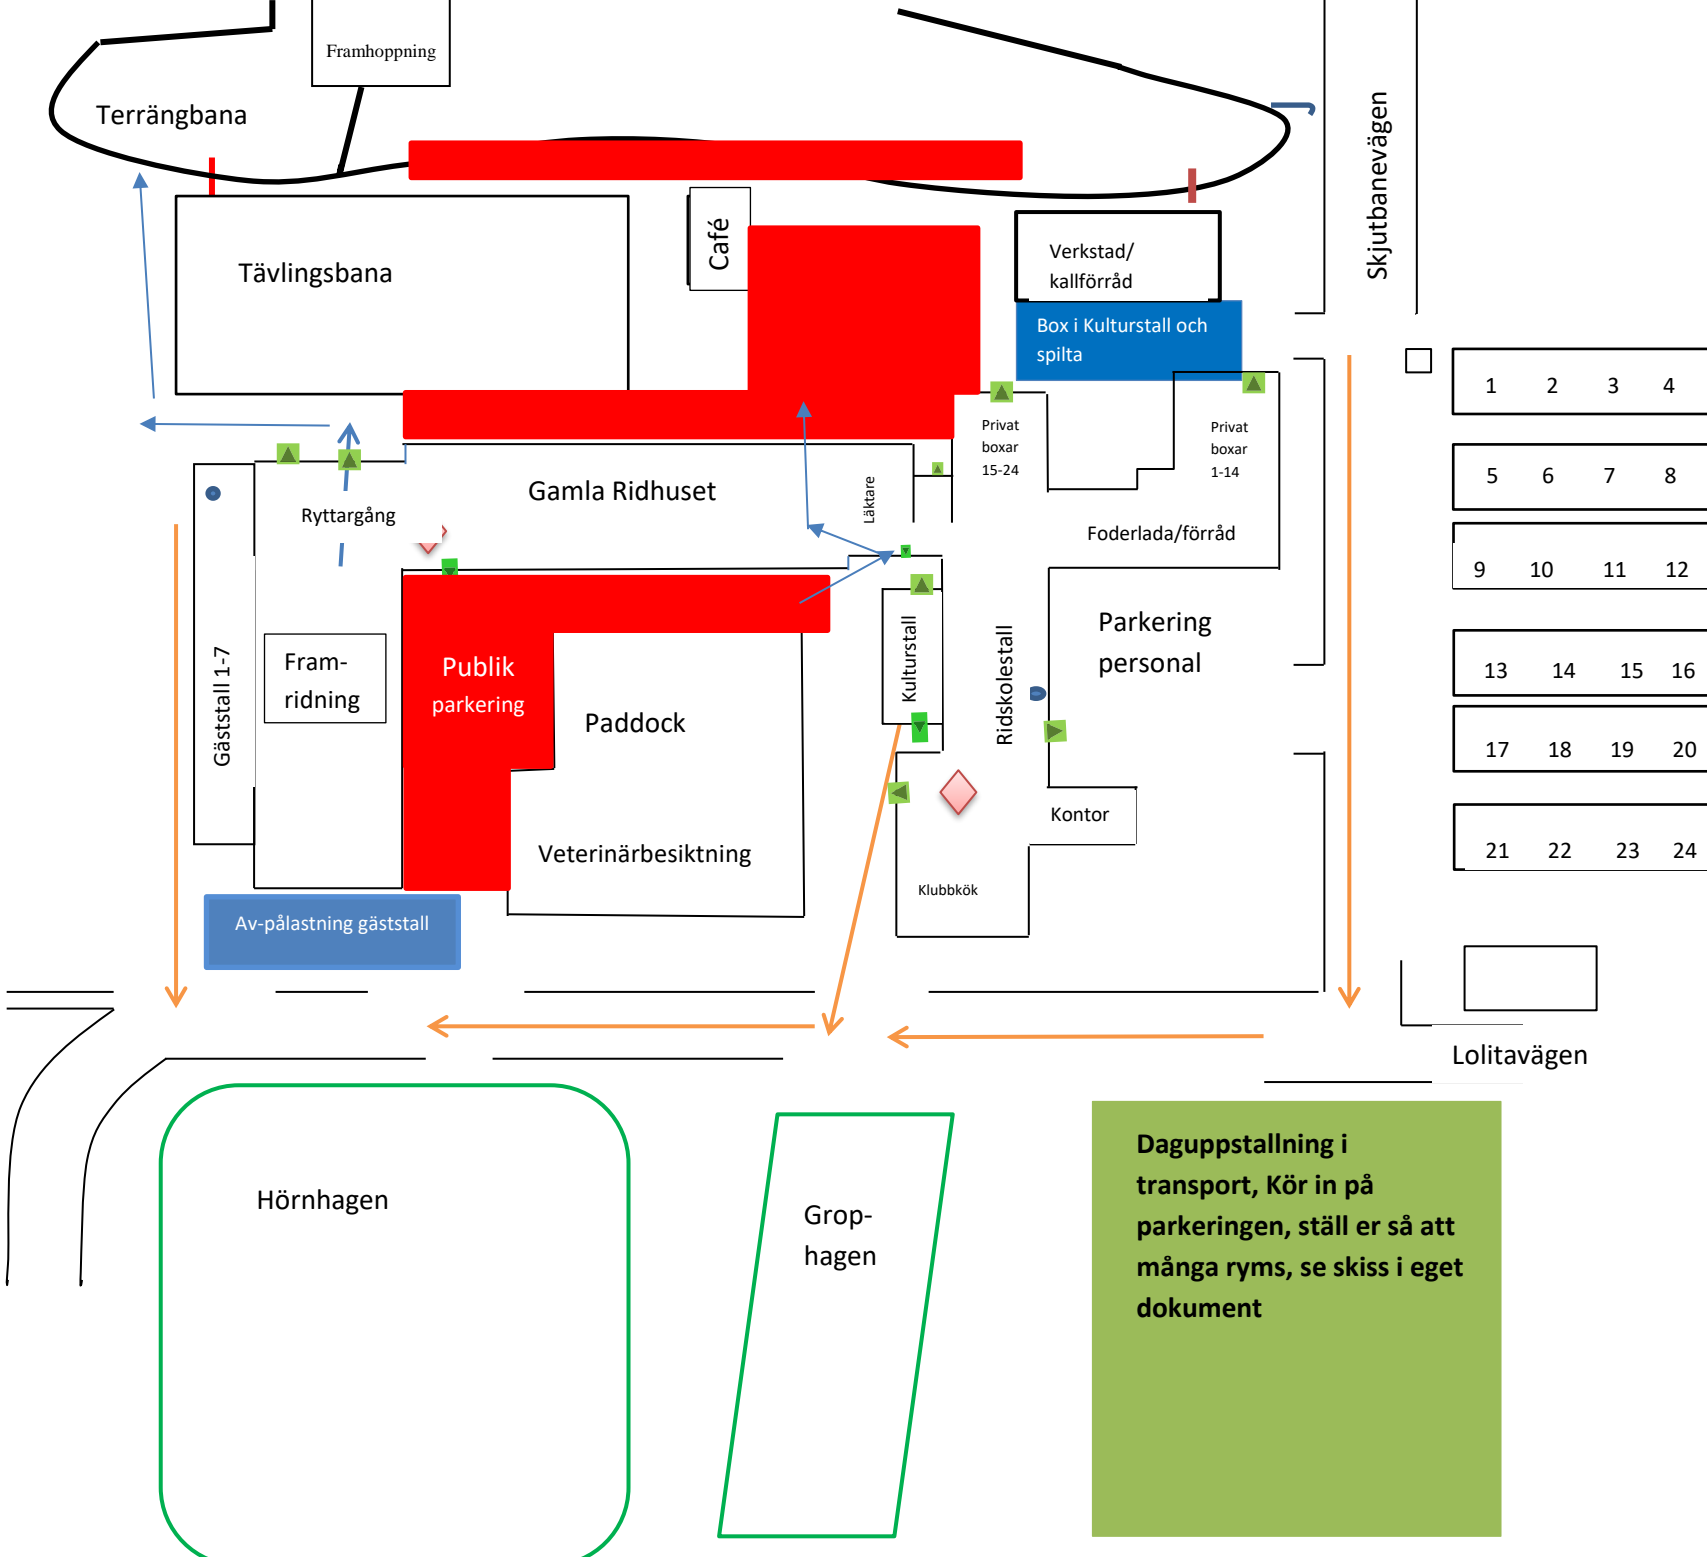 Framhoppning
Terrängbana
Skjutbanevägen
Café
Tävlingsbana
Verkstad/
kallförråd
Box i Kulturstall och
spilta
1 2 3 4
Privat
boxar
15-24
Privat
boxar
1-14
5 6 7 8
Gamla Ridhuset
Läktare
Ryttargång
Foderlada/förråd
9 10 11 12
Gäststall 1-7
Fram-
ridning
Publik
parkering
Paddock
Kulturstall
Ridskolestall
Parkering
personal
13 14 15 16
17 18 19 20
Veterinärbesiktning
Kontor
Klubbkök
21 22 23 24
Av-pålastning gäststall
Lolitavägen
Hörnhagen
Grop-
hagen
Daguppstallning i
transport, Kör in på
parkeringen, ställ er så att
många ryms, se skiss i eget
dokument